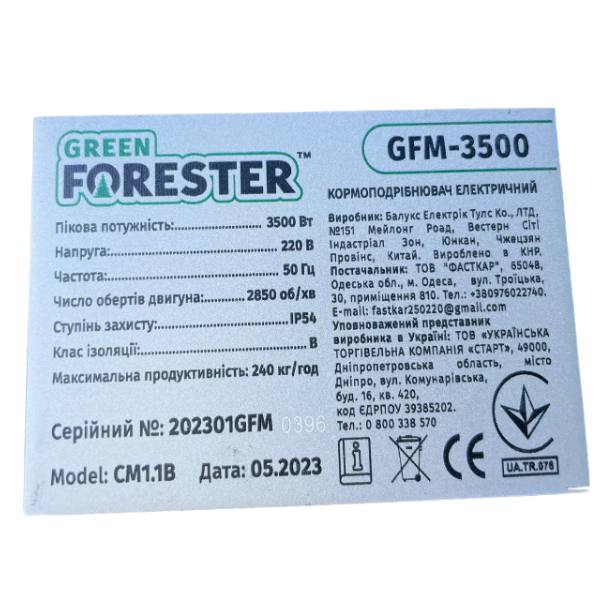 GREEN
FORESTER™
GFM-3500
КОРМОПОДРІБНЮВАЧ ЕЛЕКТРИЧНИЙ
Пікова потужність:................ 3500 Вт
Напруга:................ 220 В
Частота:................ 50 Гц
Число обертів двигуна:................ 2850 об/хв
Ступінь захисту:................ IP54
Клас ізоляції:................ В
Максимальна продуктивність: 240 кг/год
Серійний №: 202301GFM 0396
Model: CM1.1B Дата: 05.2023
Виробник: Балукс Електрік Тулс Ко., ЛТД,
№151 Мейлонг Роад, Вестерн Сіті
Індастріал Зон, Юнкан, Чжецзян
Провінс, Китай. Вироблено в КНР.
Постачальник: ТОВ "ФАСТКАР", 65048,
Одеська обл., м. Одеса, вул. Троїцька,
30, приміщення 810. Тел.: +380976022740.
E-mail: fastkar250220@gmail.com
Уповноважений представник
виробника в Україні: ТОВ «УКРАЇНСЬКА
ТОРГІВЕЛЬНА КОМПАНІЯ «СТАРТ», 49000,
Дніпропетровська область, місто
Дніпро, вул. Комунарівська,
буд. 16, кв. 420,
код ЄДРПОУ 39385202.
Тел.: 0 800 338 570
CE
UA.TR.076